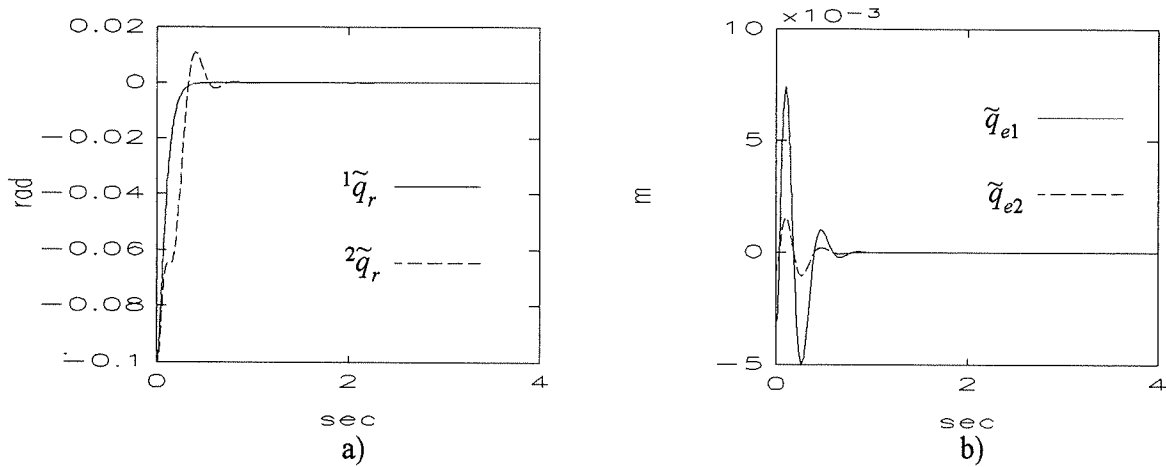 0.02
0
−0.02
−0.04
−0.06
−0.08
−0.1
rad
¹q̃ᵣ
²q̃ᵣ
0
2
4
sec
a)
10
×10−3
5
0
−5
m
q̃ₑ₁
q̃ₑ₂
0
2
4
sec
b)